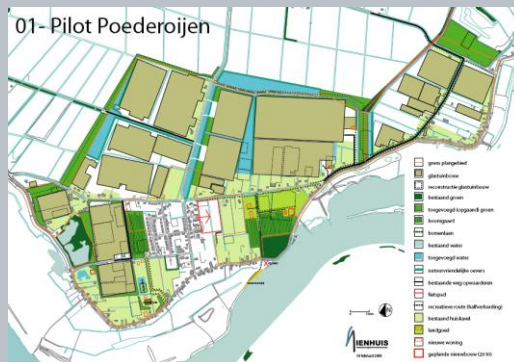 01- Pilot Poederoijen
grens plangebied
glastuinbouw
reconstructie glastuinbouw
bestaand groen
toegevoegd (opgaand) groen
boomgaard
bomenlaan
bestaand water
toegevoegd water
natuurvriendelijke oevers
bestaande weg opwaarderen
fietspad
recreatieve route (halfverharding)
bestaand huiskavel
landgoed
nieuwe woning
geplande nieuwbouw (2010)
N
NIENHUIS